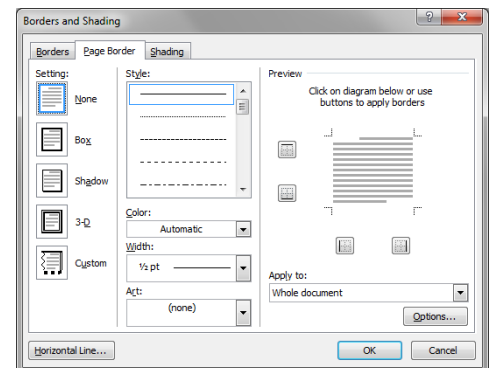 Borders and Shading
Borders
Page Border
Shading
Setting:
None
Box
Shadow
3-D
Custom
Style:
Color:
Automatic
Width:
½ pt
Art:
(none)
Preview
Click on diagram below or use
buttons to apply borders
Apply to:
Whole document
Options...
Horizontal Line...
OK
Cancel